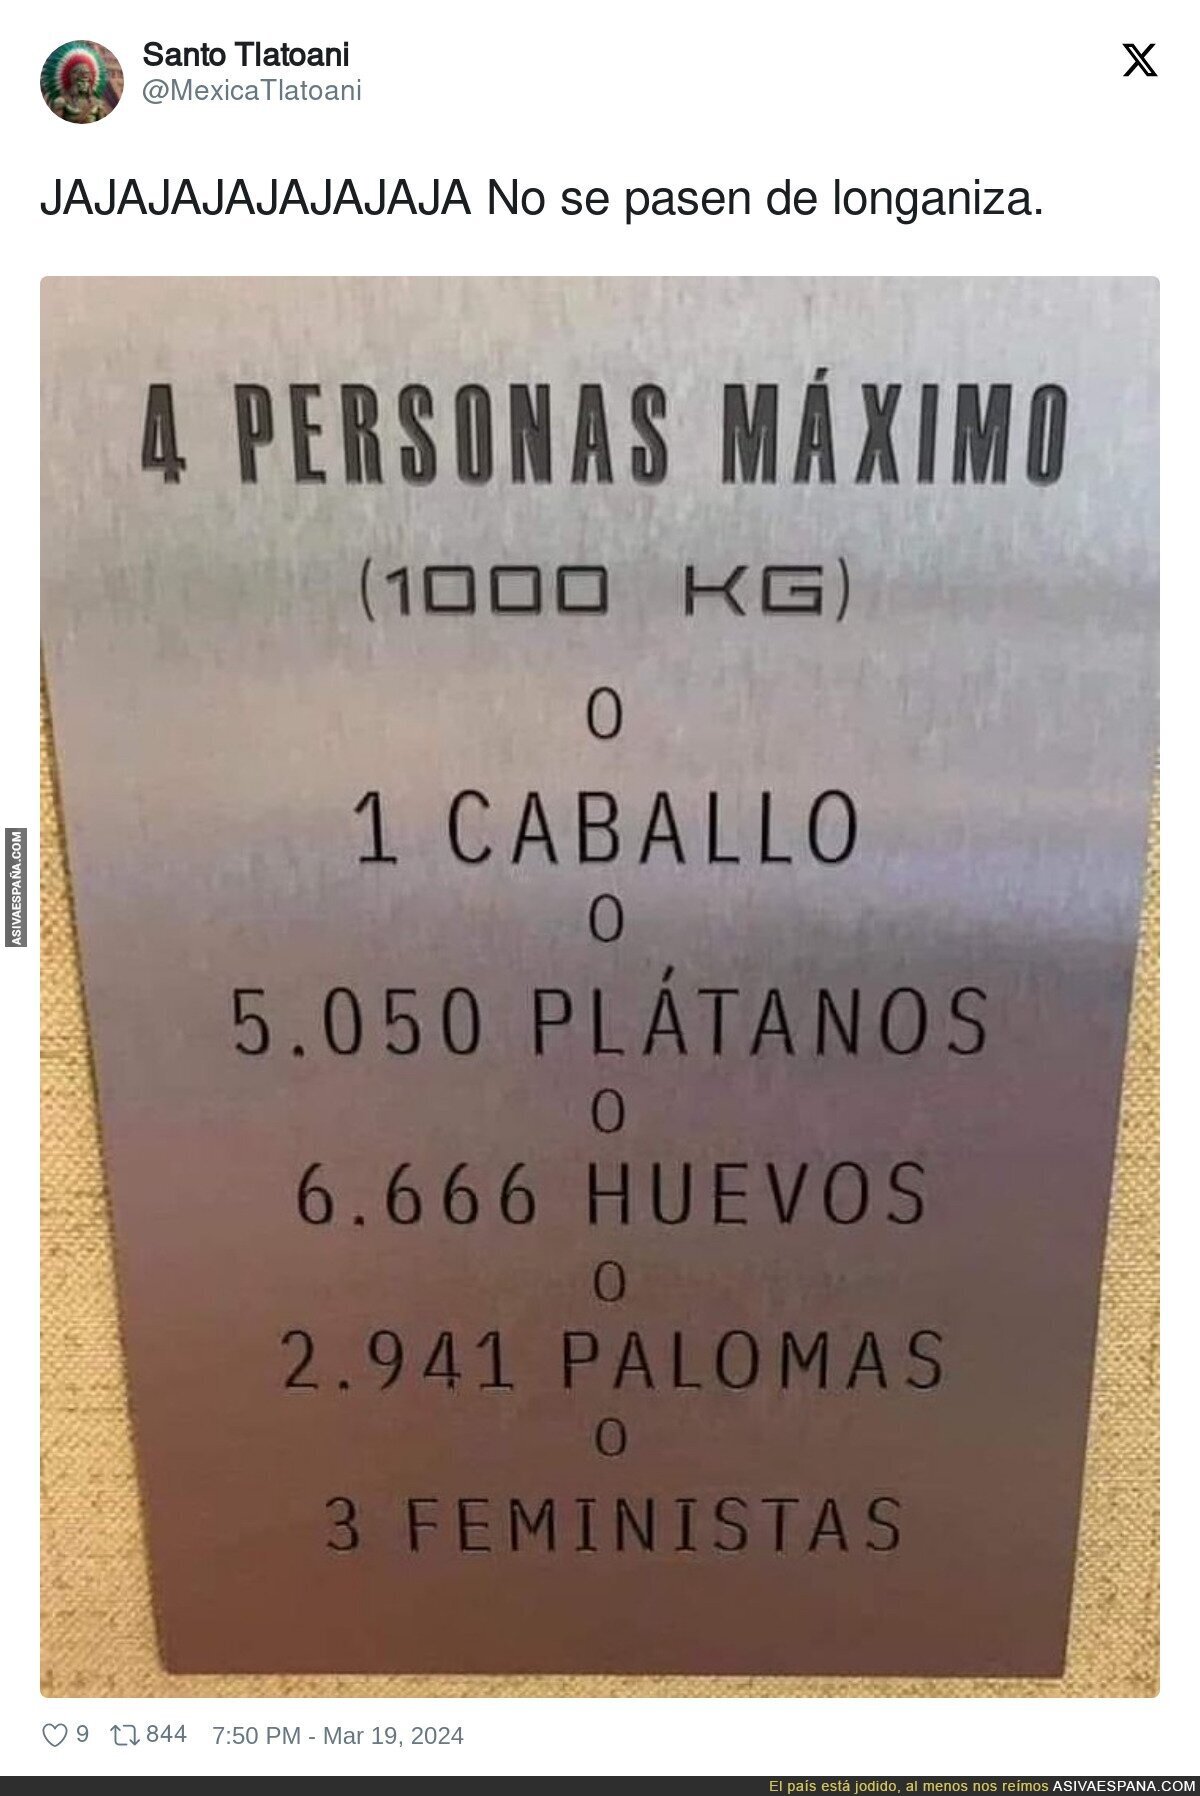 Santo Tlatoani
@MexicaTlatoani
JAJAJAJAJAJAJAJA No se pasen de longaniza.
4 PERSONAS MÁXIMO
(1000 KG)
O
1 CABALLO
O
5.050 PLÁTANOS
O
6.666 HUEVOS
O
2.941 PALOMAS
O
3 FEMINISTAS
ASIVAESPAÑA.COM
9 844 7:50 PM - Mar 19, 2024
El país está jodido, al menos nos reímos ASIVAESPANA.COM